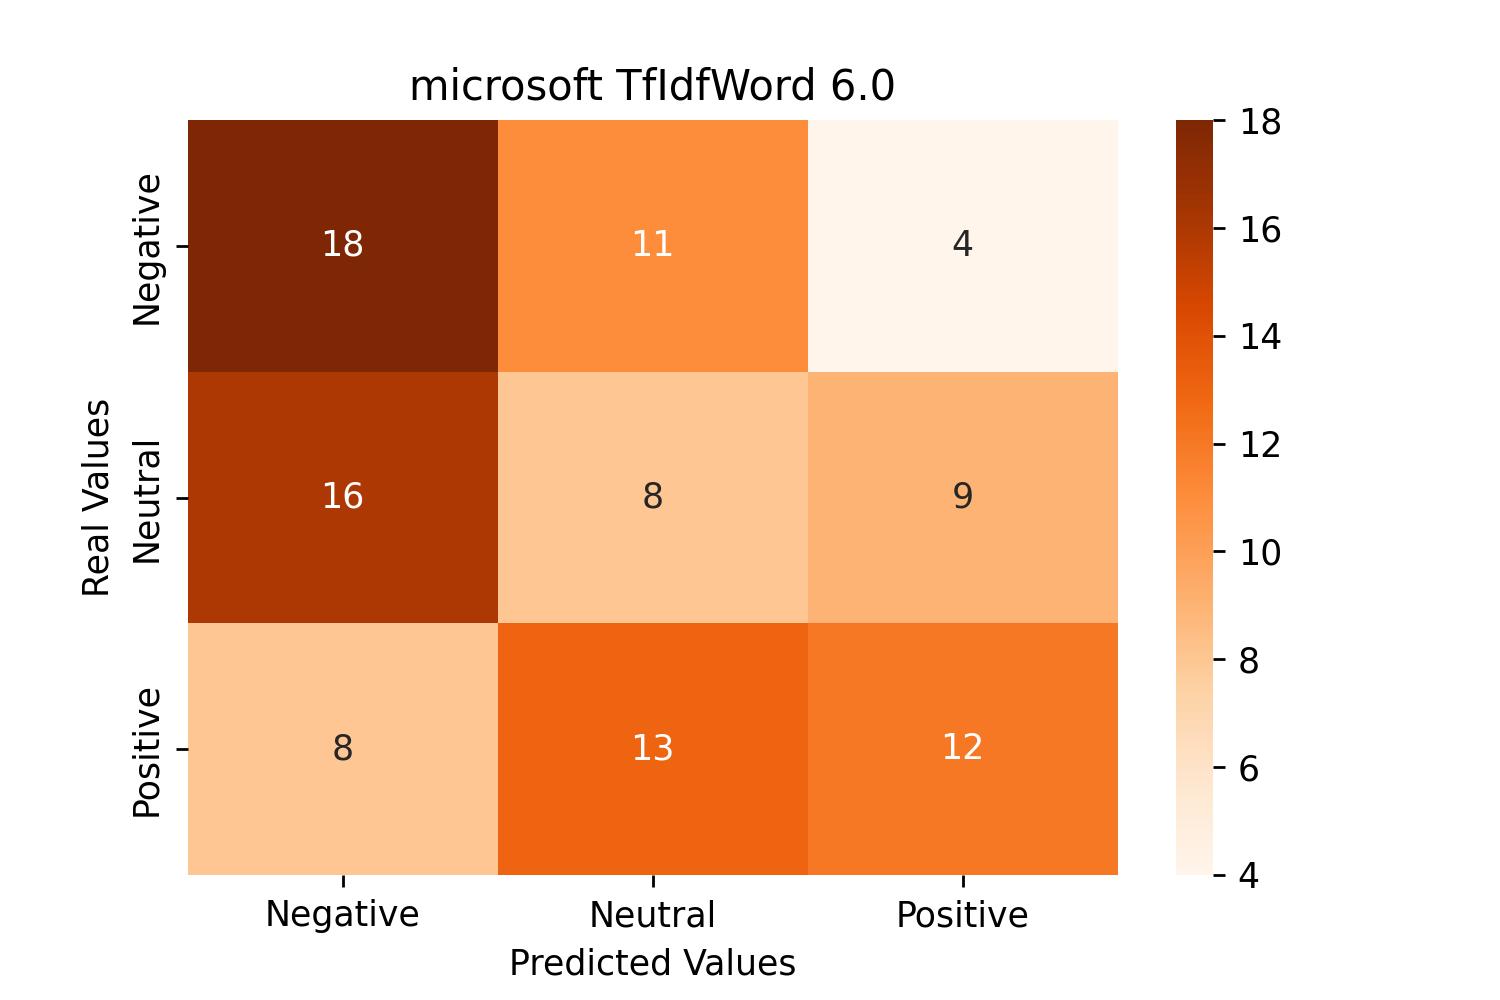 microsoft TfIdfWord 6.0
Real Values
Negative
18 11 4
Neutral
16 8 9
Positive
8 13 12
Negative Neutral Positive
Predicted Values
18
16
14
12
10
8
6
4